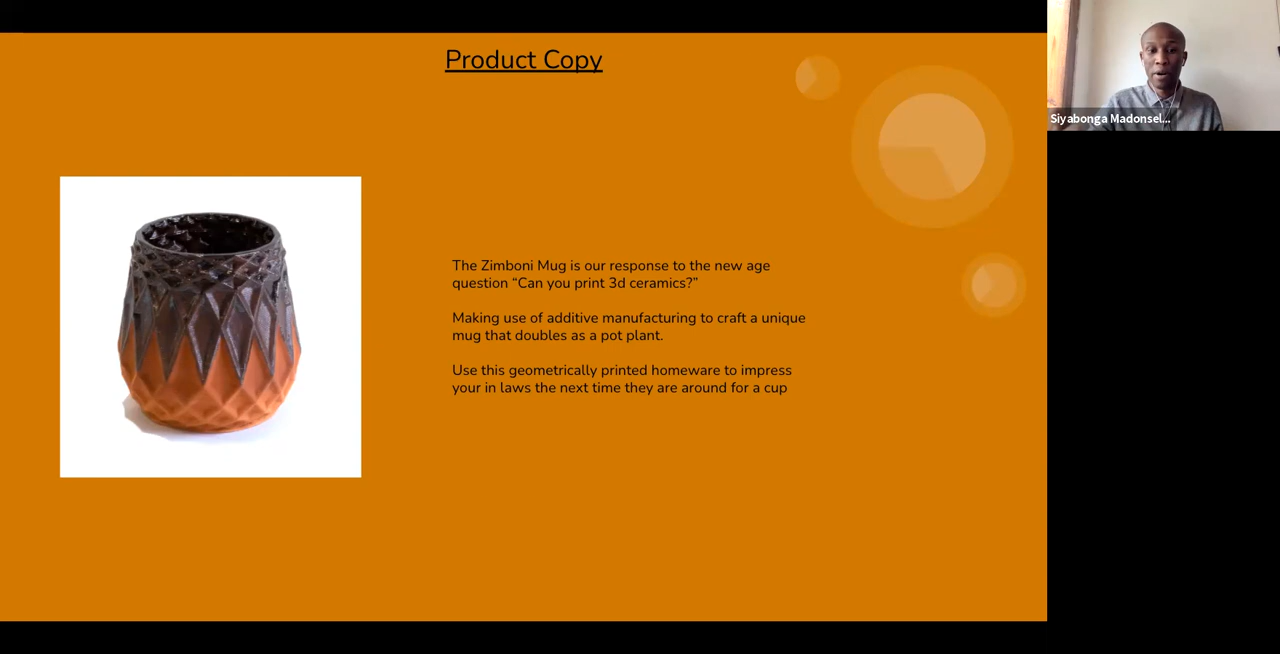 Product Copy
Siyabonga Madonsel...
The Zimboni Mug is our response to the new age
question “Can you print 3d ceramics?”
Making use of additive manufacturing to craft a unique
mug that doubles as a pot plant.
Use this geometrically printed homeware to impress
your in laws the next time they are around for a cup